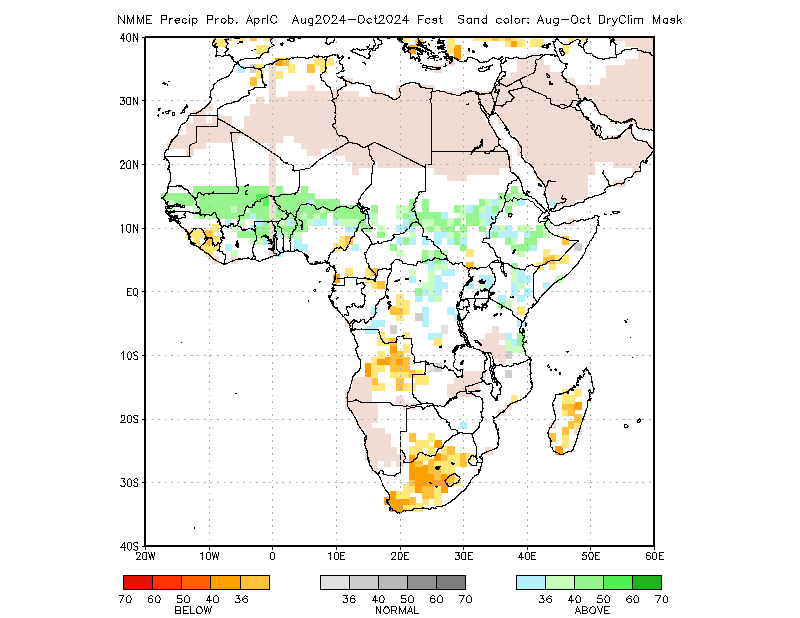 NMME Precip Prob. AprIC  Aug2024-Oct2024 Fcst  Sand color: Aug-Oct DryClim Mask
40N
30N
20N
10N
EQ
10S
20S
30S
40S
20W 10W 0 10E 20E 30E 40E 50E 60E
70 60 50 40 36 36 40 50 60 70 36 40 50 60 70
BELOW NORMAL ABOVE